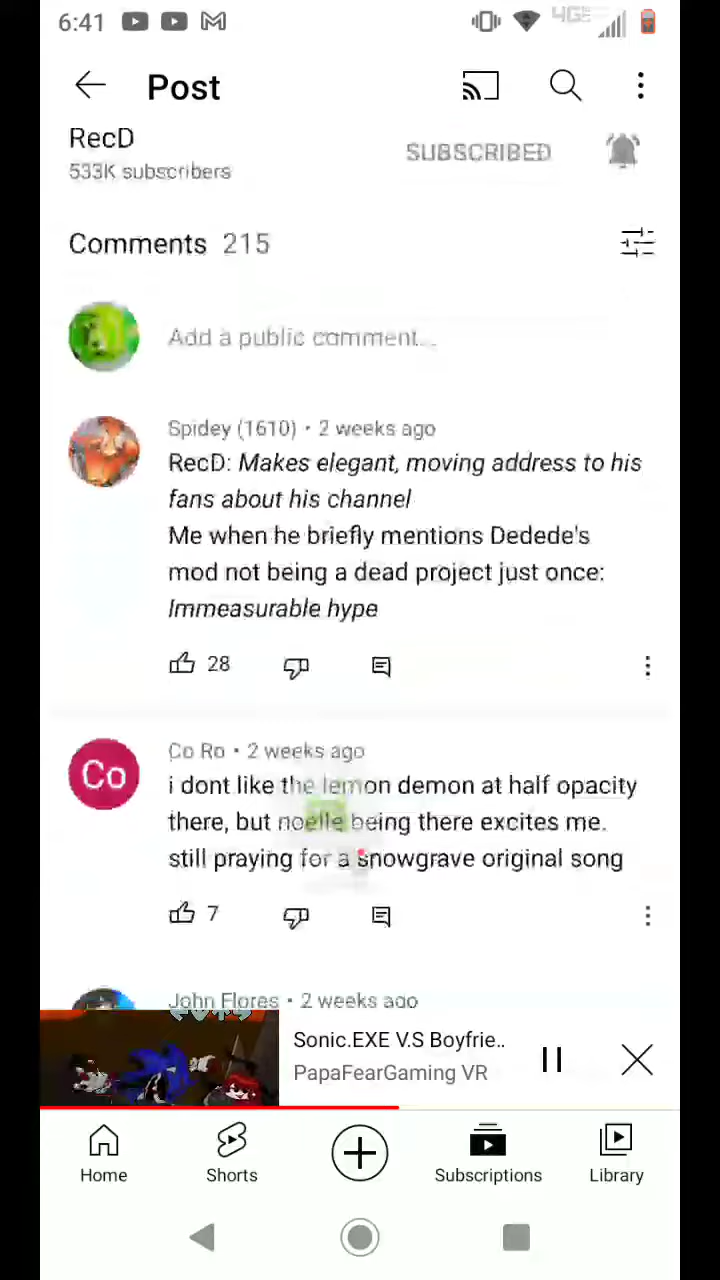 6:41
4GE
Post
RecD
SUBSCRIBED
533K subscribers
Comments 215
Add a public comment...
Spidey (1610) • 2 weeks ago
RecD: Makes elegant, moving address to his
fans about his channel
Me when he briefly mentions Dedede's
mod not being a dead project just once:
Immeasurable hype
28
Co
Co Ro • 2 weeks ago
i dont like the lemon demon at half opacity
there, but noelle being there excites me.
still praying for a snowgrave original song
7
John Flores • 2 weeks ago
Sonic.EXE V.S Boyfrie..
PapaFearGaming VR
Home
Shorts
Subscriptions
Library